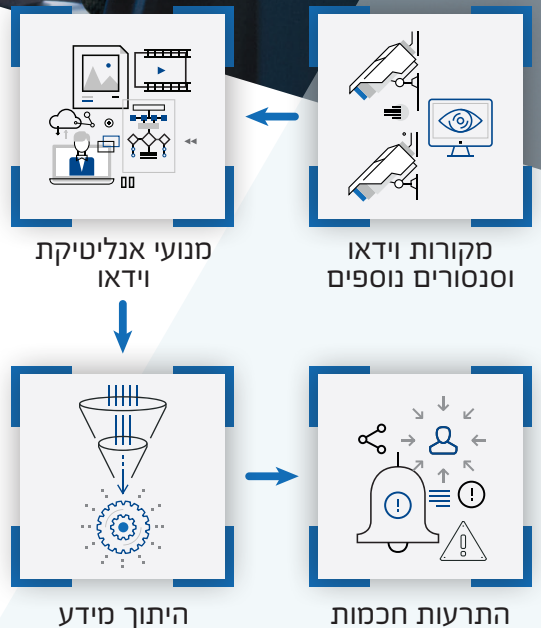 מקורות וידאו
וסנסורים נוספים
מנועי אנליטיקת
וידאו
היתוך מידע
התרעות חכמות